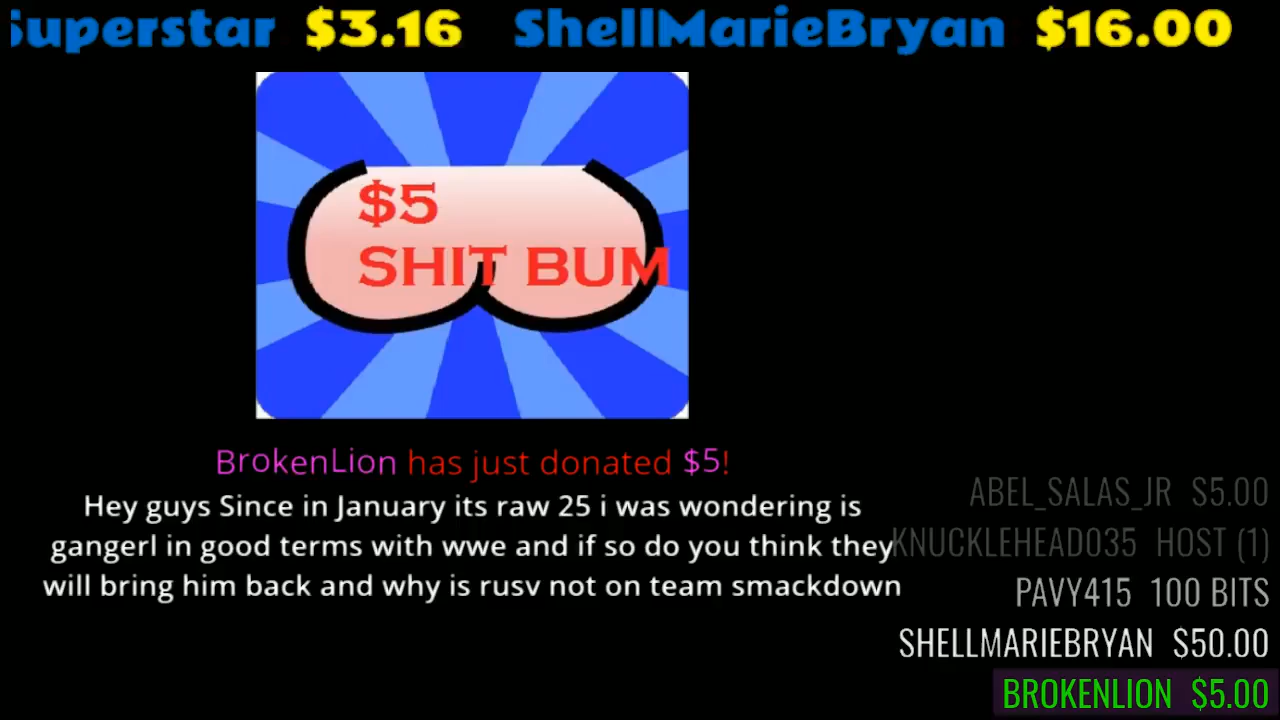 Superstar $3.16 ShellMarieBryan $16.00
$5
SHIT BUM
BrokenLion has just donated $5!
Hey guys Since in January its raw 25 i was wondering is
gangerl in good terms with wwe and if so do you think they
will bring him back and why is rusv not on team smackdown
ABEL_SALAS_JR $5.00
KNUCKLEHEAD035 HOST (1)
PAVY415 100 BITS
SHELLMARIEBRYAN $50.00
BROKENLION $5.00